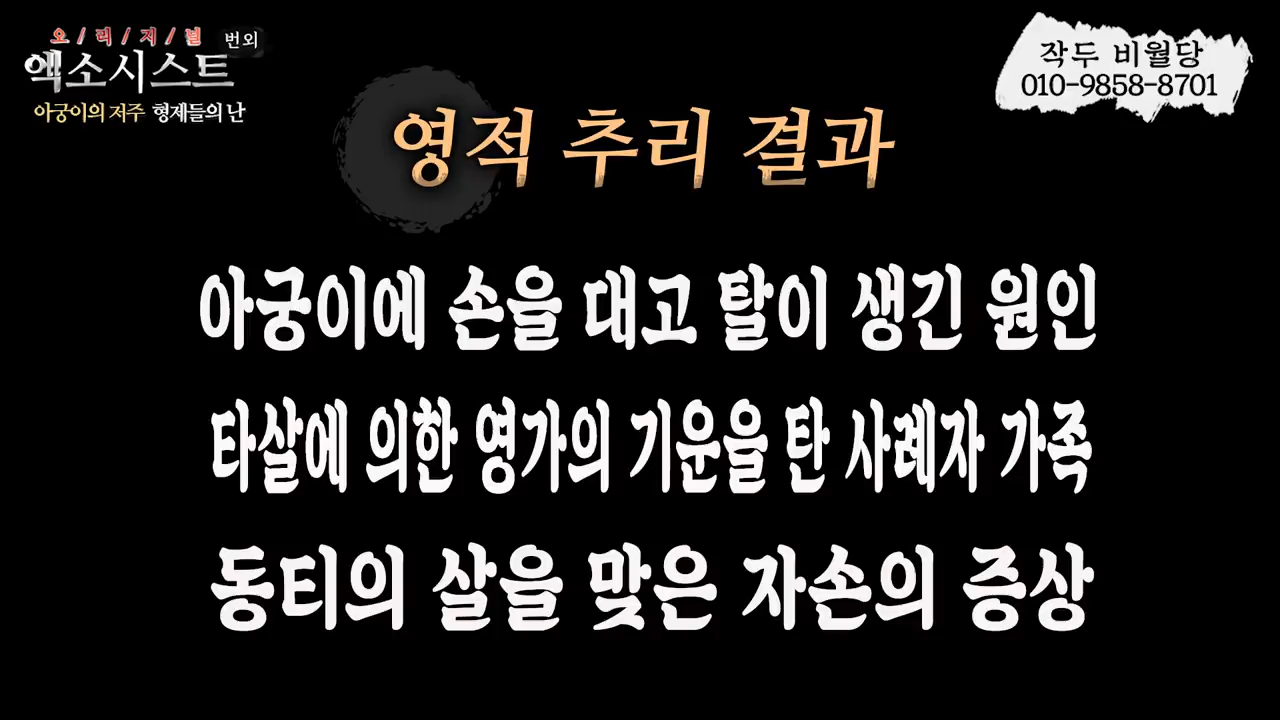 오/리/지/널 번외
엑소시스트
아궁이의 저주 형제들의 난
작두 비월당
010-9858-8701
영적 추리 결과
아궁이에 손을 대고 탈이 생긴 원인
타살에 의한 영가의 기운을 탄 사례자 가족
동티의 살을 맞은 자손의 증상